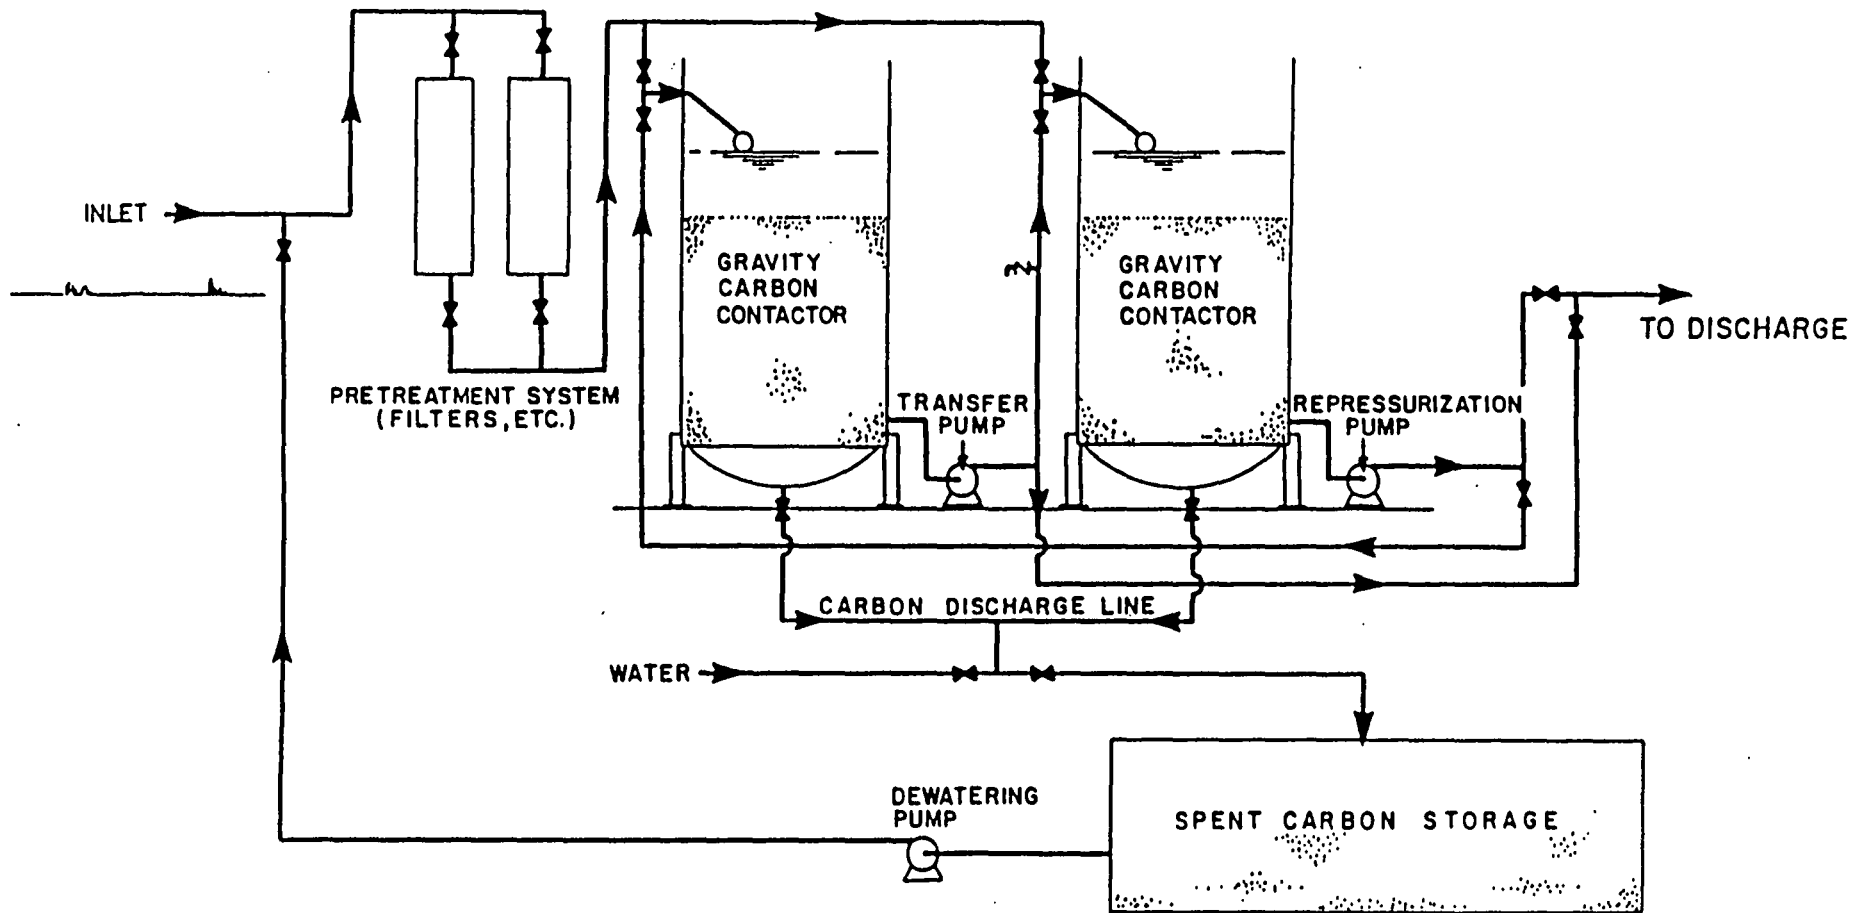 INLET
PRETREATMENT SYSTEM
(FILTERS, ETC.)
GRAVITY
CARBON
CONTACTOR
TRANSFER
PUMP
GRAVITY
CARBON
CONTACTOR
REPRESSURIZATION
PUMP
TO DISCHARGE
CARBON DISCHARGE LINE
WATER
DEWATERING
PUMP
SPENT CARBON STORAGE